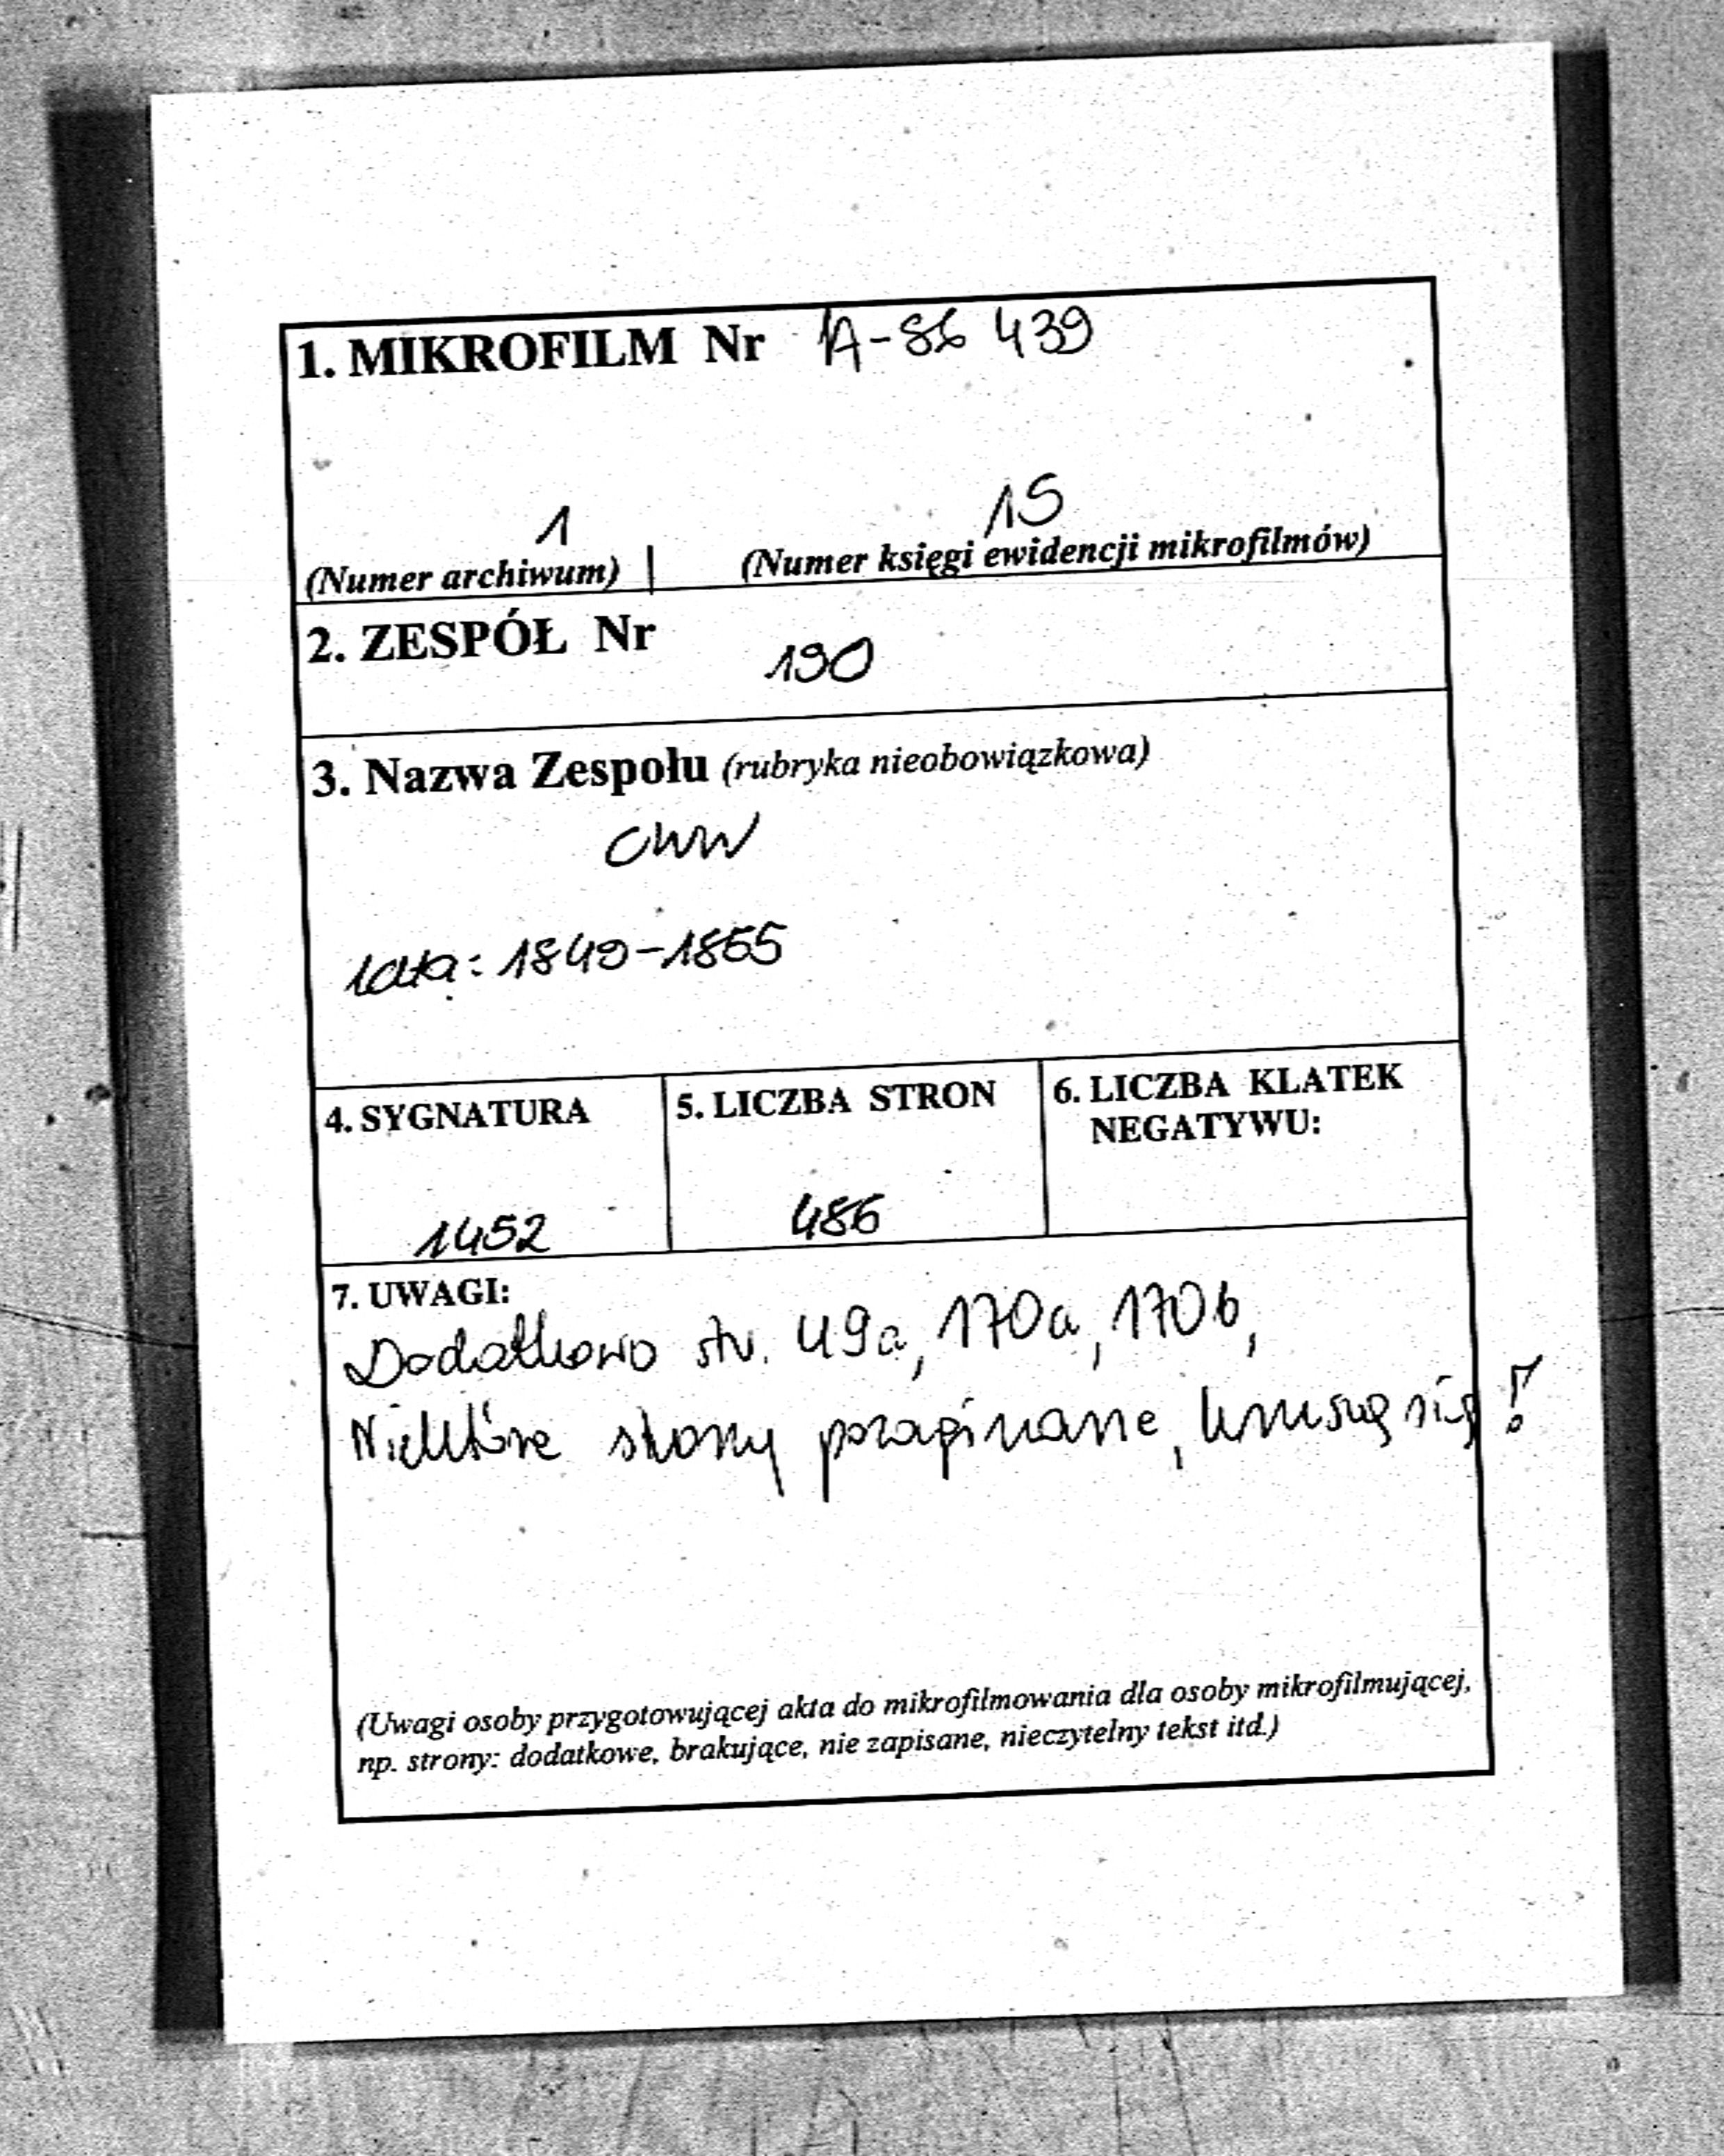 1. MIKROFILM Nr A-86 439
1 15
(Numer archiwum) | (Numer księgi ewidencji mikrofilmów)
2. ZESPÓŁ Nr
190
3. Nazwa Zespołu (rubryka nieobowiązkowa)
CWW
lata: 1849-1855
4. SYGNATURA
1452
5. LICZBA STRON
486
6. LICZBA KLATEK
NEGATYWU:
7. UWAGI:
Dodatkowo str. 49a, 170a, 170b,
Niektóre strony pozaginane, kruszą się!
(Uwagi osoby przygotowującej akta do mikrofilmowania dla osoby mikrofilmującej,
np. strony: dodatkowe, brakujące, nie zapisane, nieczytelny tekst itd.)